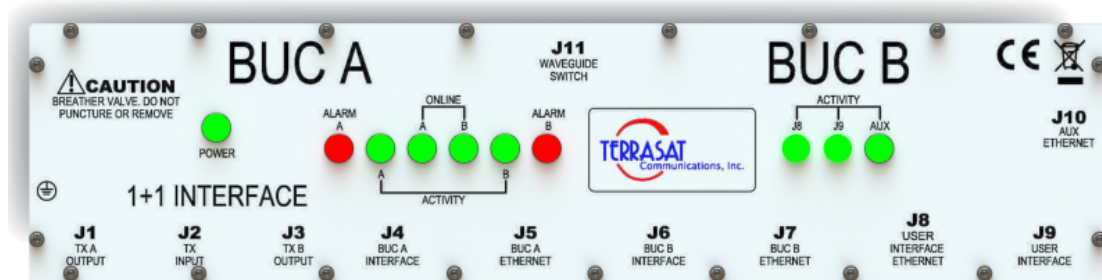 BUC A
J11
WAVEGUIDE
SWITCH
BUC B
CE
CAUTION
BREATHER VALVE. DO NOT
PUNCTURE OR REMOVE
POWER
ALARM
A
ONLINE
A B
ALARM
B
A B
ACTIVITY
TERRASAT
Communications, Inc.
ACTIVITY
J8 J9 AUX
J10
AUX
ETHERNET
1+1 INTERFACE
J1
TX A
OUTPUT
J2
TX
INPUT
J3
TX B
OUTPUT
J4
BUC A
INTERFACE
J5
BUC A
ETHERNET
J6
BUC B
INTERFACE
J7
BUC B
ETHERNET
J8
USER
INTERFACE
ETHERNET
J9
USER
INTERFACE